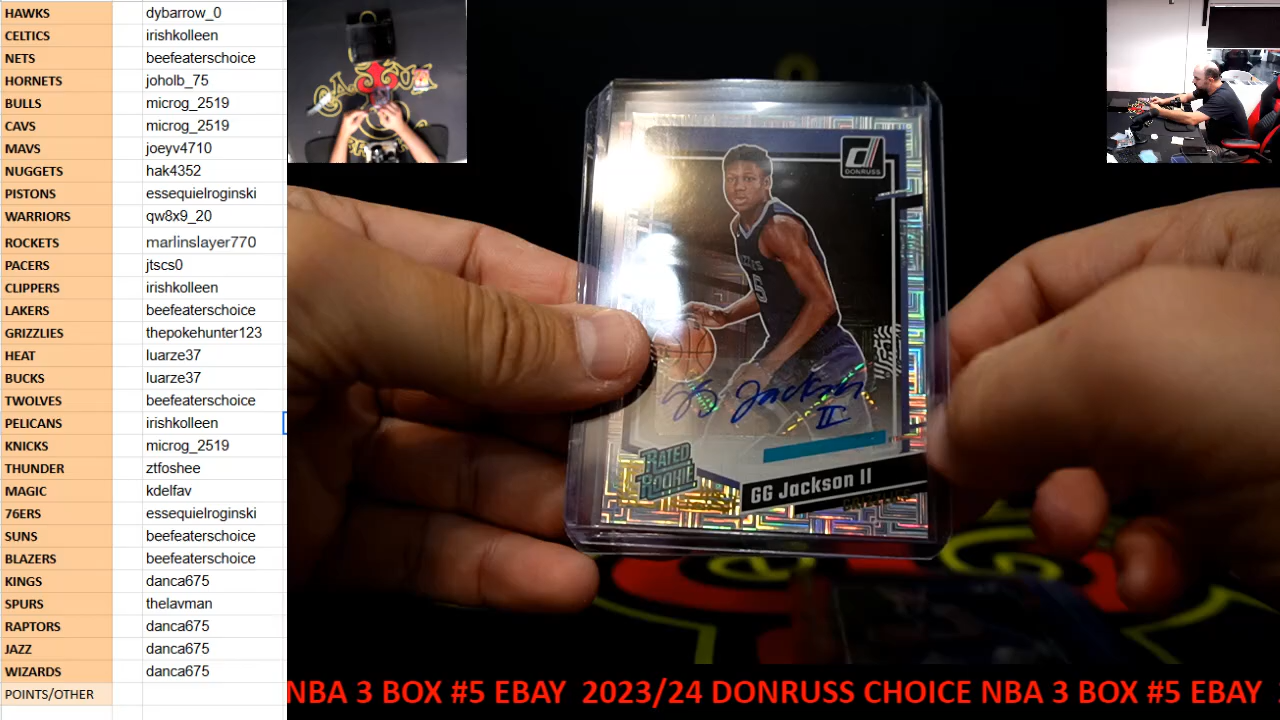 HAWKS dybarrow_0
CELTICS irishkolleen
NETS beefeaterschoice
HORNETS joholb_75
BULLS microg_2519
CAVS microg_2519
MAVS joeyv4710
NUGGETS hak4352
PISTONS essequielroginski
WARRIORS qw8x9_20
ROCKETS marlinslayer770
PACERS jtscs0
CLIPPERS irishkolleen
LAKERS beefeaterschoice
GRIZZLIES thepokehunter123
HEAT luarze37
BUCKS luarze37
TWOLVES beefeaterschoice
PELICANS irishkolleen
KNICKS microg_2519
THUNDER ztfoshee
MAGIC kdelfav
76ERS essequielroginski
SUNS beefeaterschoice
BLAZERS beefeaterschoice
KINGS danca675
SPURS thelavman
RAPTORS danca675
JAZZ danca675
WIZARDS danca675
POINTS/OTHER
d
DONRUSS
GG Jackson
II
RATED
ROOKIE
GG Jackson II
GRIZZLIES
NBA 3 BOX #5 EBAY 2023/24 DONRUSS CHOICE NBA 3 BOX #5 EBAY